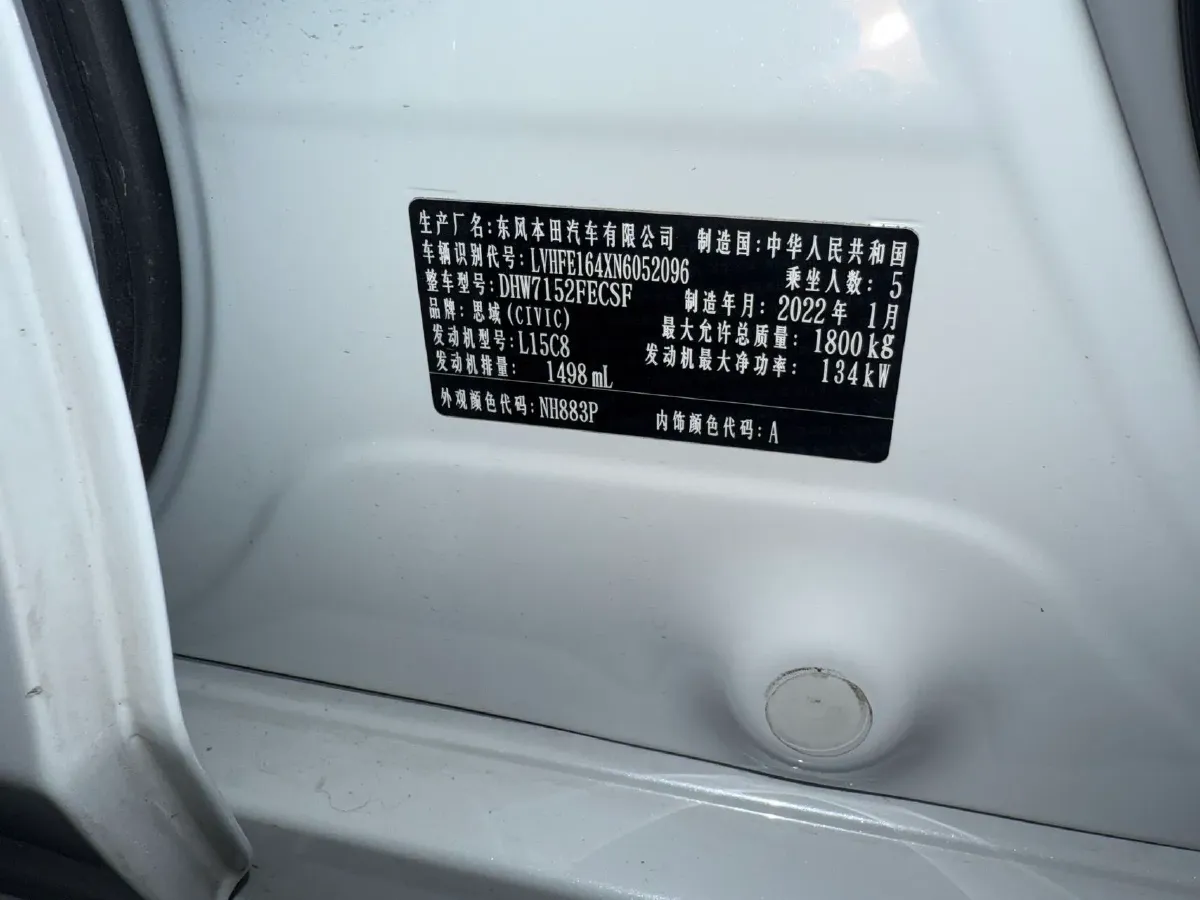 生产厂名:东风本田汽车有限公司 制造国:中华人民共和国
车辆识别代号:LVHFE164XN6052096 乘坐人数: 5
整车型号:DHW7152FECSF 制造年月:2022年 1月
品牌:思域(CIVIC) 最大允许总质量: 1800kg
发动机型号:L15C8 发动机最大净功率: 134kW
发动机排量: 1498mL
外观颜色代码:NH883P 内饰颜色代码:A